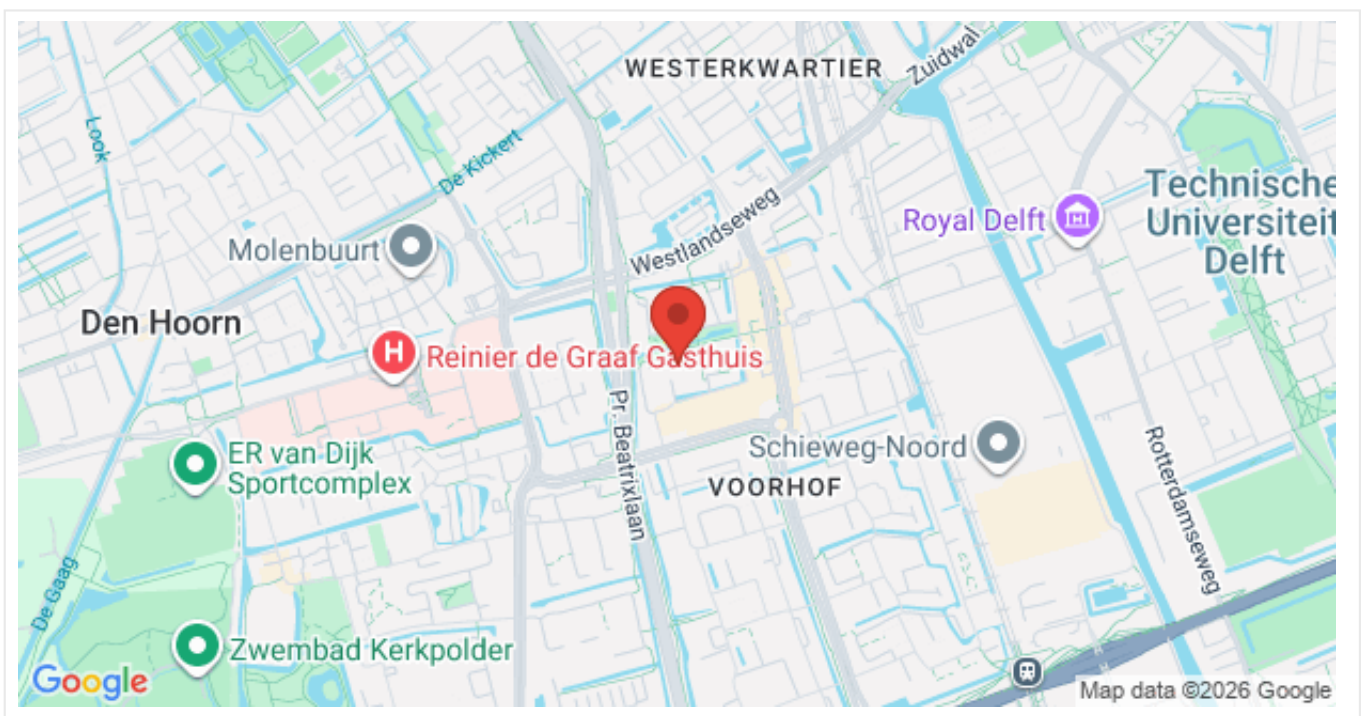 WESTERKWARTIER
Zuidwal
Look
De Kickert
Technische
Universiteit
Delft
Royal Delft
Westlandseweg
Molenbuurt
Den Hoorn
H
Reinier de Graaf Gasthuis
Pr. Beatrixlaan
ER van Dijk
Sportcomplex
Schieweg-Noord
VOORHOF
Rotterdamseweg
De Gaag
Zwembad Kerkpolder
Google
Map data ©2026 Google